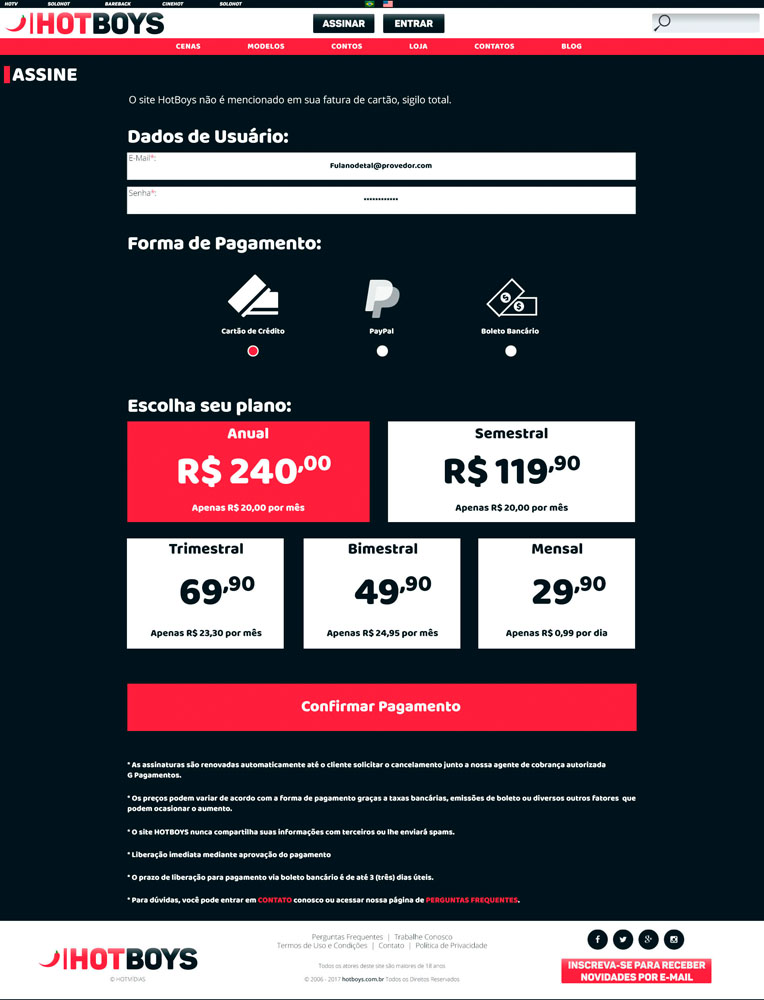 HOTV SOLOHOT BAREBACK CINEHOT SOLOHOT
HOTBOYS
ASSINAR ENTRAR
CENAS MODELOS CONTOS LOJA CONTATOS BLOG
ASSINE
O site HotBoys não é mencionado em sua fatura de cartão, sigilo total.
Dados de Usuário:
E-Mail*:
Fulanodetal@provedor.com
Senha*:
••••••••••••
Forma de Pagamento:
Cartão de Crédito PayPal Boleto Bancário
Escolha seu plano:
Anual
R$ 240,00
Apenas R$ 20,00 por mês
Semestral
R$ 119,90
Apenas R$ 20,00 por mês
Trimestral
69,90
Apenas R$ 23,30 por mês
Bimestral
49,90
Apenas R$ 24,95 por mês
Mensal
29,90
Apenas R$ 0,99 por dia
Confirmar Pagamento
* As assinaturas são renovadas automaticamente até o cliente solicitar o cancelamento junto a nossa agente de cobrança autorizada
G Pagamentos.
* Os preços podem variar de acordo com a forma de pagamento graças a taxas bancárias, emissões de boleto ou diversos outros fatores que
podem ocasionar o aumento.
* O site HOTBOYS nunca compartilha suas informações com terceiros ou lhe enviará spams.
* Liberação imediata mediante aprovação do pagamento
* O prazo de liberação para pagamento via boleto bancário é de até 3 (três) dias úteis.
* Para dúvidas, você pode entrar em CONTATO conosco ou acessar nossa página de PERGUNTAS FREQUENTES.
HOTBOYS
© HOTMÍDIAS
Perguntas Frequentes | Trabalhe Conosco
Termos de Uso e Condições | Contato | Política de Privacidade
Todos os atores deste site são maiores de 18 anos
© 2006 - 2017 hotboys.com.br Todos os Direitos Reservados
INSCREVA-SE PARA RECEBER
NOVIDADES POR E-MAIL